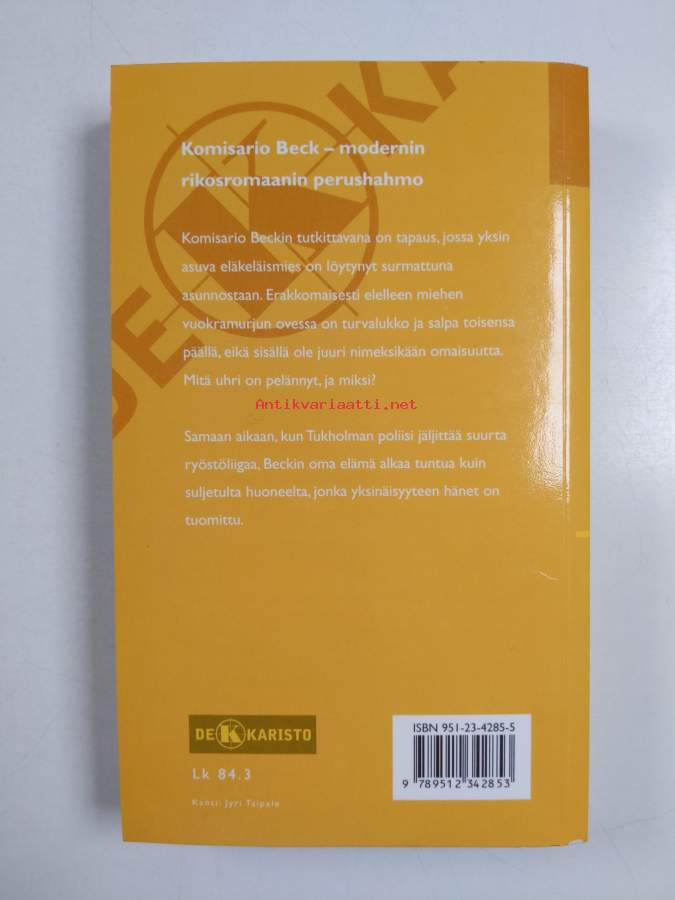 DEKKA
Komisario Beck – modernin
rikosromaanin perushahmo
Komisario Beckin tutkittavana on tapaus, jossa yksin
asuva eläkeläismies on löytynyt surmattuna
asunnostaan. Erakkomaisesti elelleen miehen
vuokramurjun ovessa on turvalukko ja salpa toisensa
päällä, eikä sisällä ole juuri nimeksikään omaisuutta.
Mitä uhri on pelännyt, ja miksi?
Antikvariaatti.net
Samaan aikaan, kun Tukholman poliisi jäljittää suurta
ryöstöliigaa, Beckin oma elämä alkaa tuntua kuin
suljetulta huoneelta, jonka yksinäisyyteen hänet on
tuomittu.
DEKKARISTO
ISBN 951-23-4285-5
9 789512 342853
Lk 84.3
Kansi: Jyri Taipale